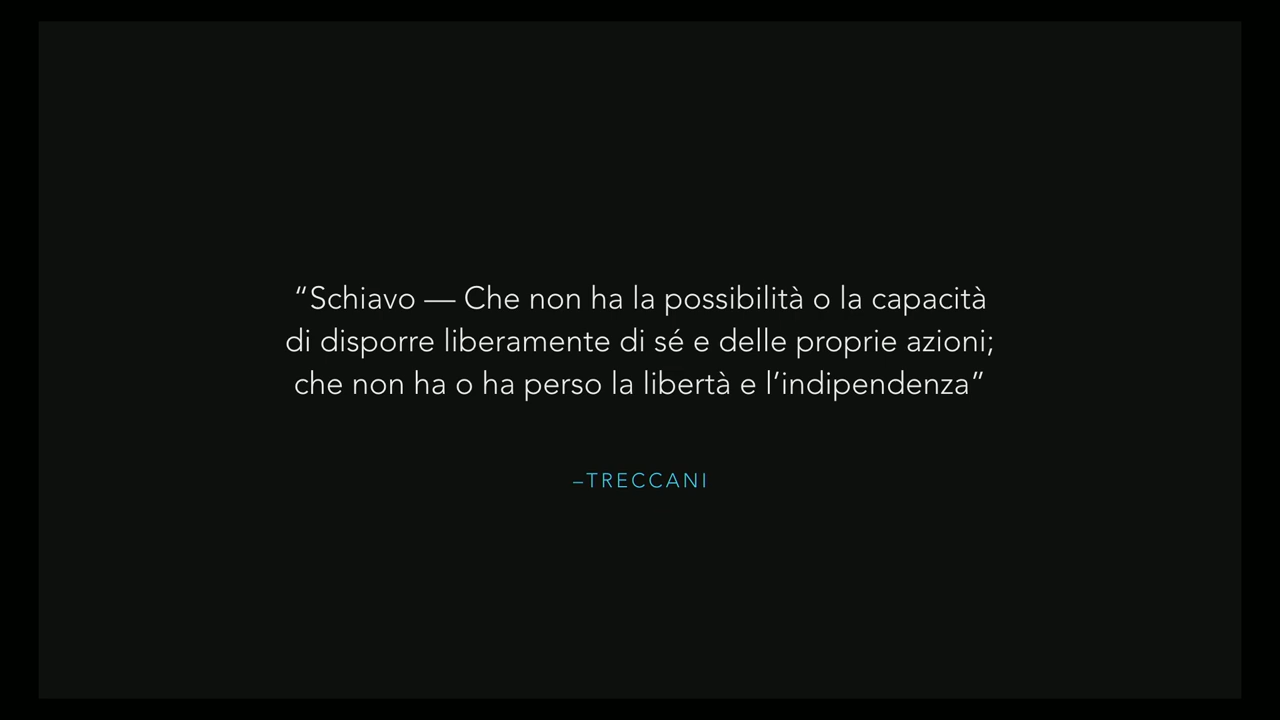 “Schiavo — Che non ha la possibilità o la capacità
di disporre liberamente di sé e delle proprie azioni;
che non ha o ha perso la libertà e l’indipendenza”
–TRECCANI